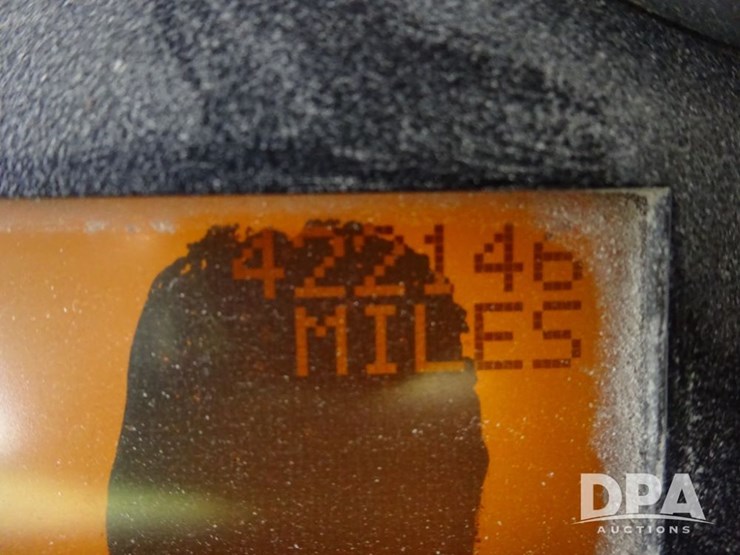 422146
MILES
DPA
AUCTIONS